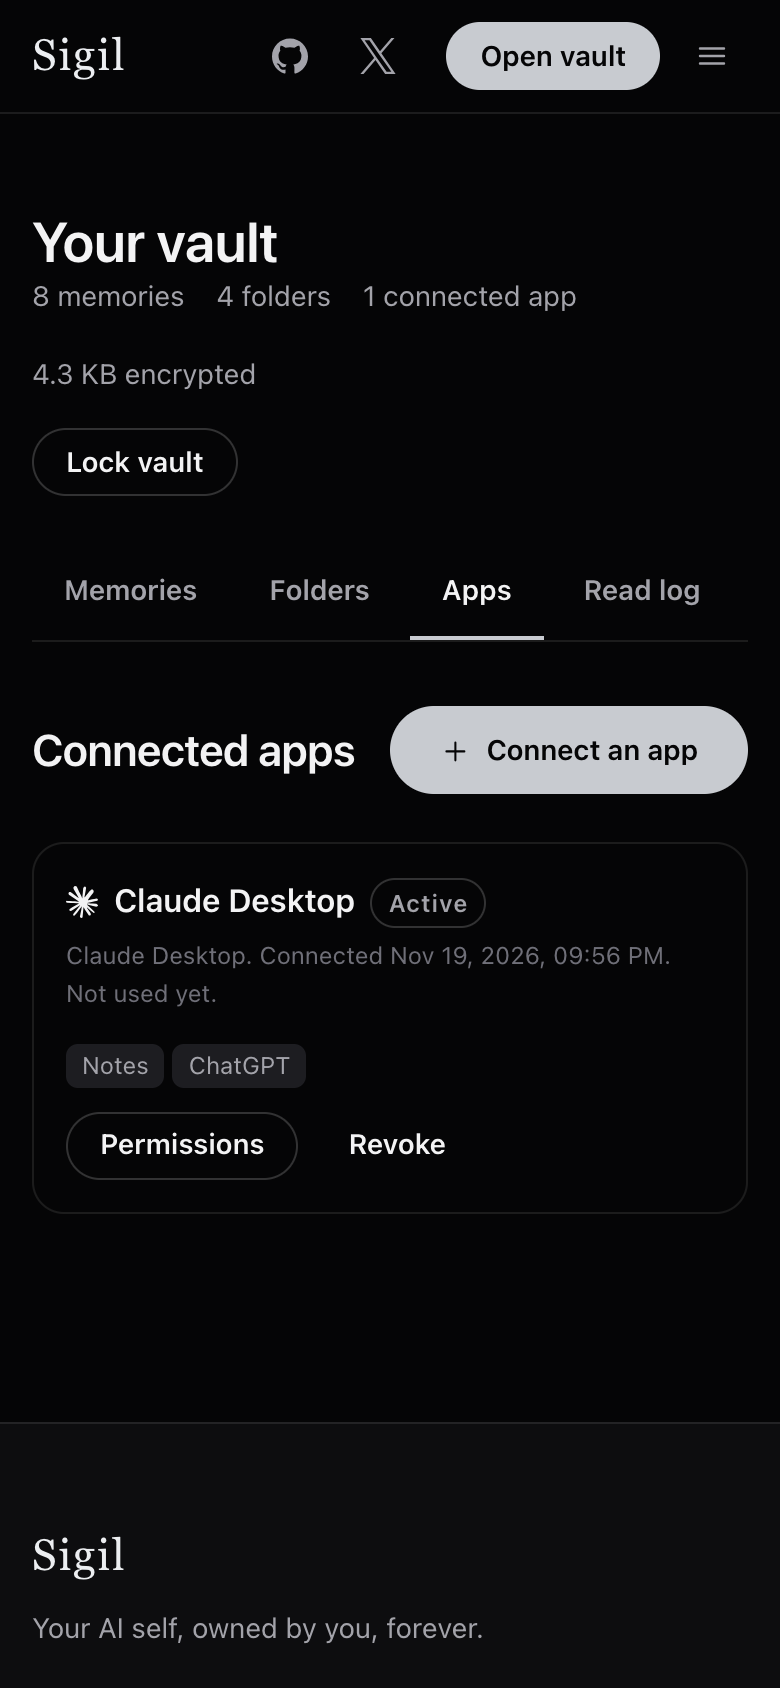 Sigil
Open vault
Your vault
8 memories 4 folders 1 connected app
4.3 KB encrypted
Lock vault
Memories Folders Apps Read log
Connected apps
Connect an app
Claude Desktop Active
Claude Desktop. Connected Nov 19, 2026, 09:56 PM.
Not used yet.
Notes ChatGPT
Permissions Revoke
Sigil
Your AI self, owned by you, forever.